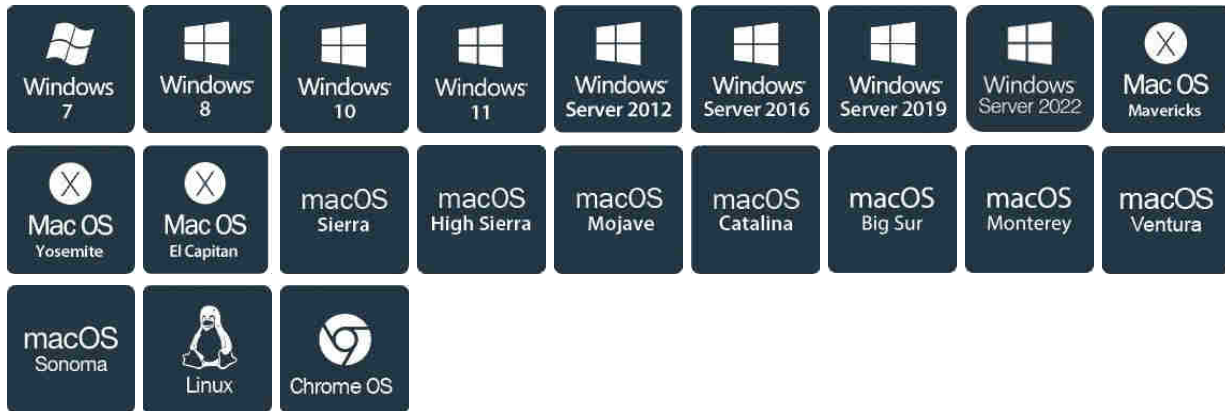 Windows
7
Windows
8
Windows
10
Windows
11
Windows
Server 2012
Windows
Server 2016
Windows
Server 2019
Windows
Server 2022
Mac OS
Mavericks
Mac OS
Yosemite
Mac OS
El Capitan
macOS
Sierra
macOS
High Sierra
macOS
Mojave
macOS
Catalina
macOS
Big Sur
macOS
Monterey
macOS
Ventura
macOS
Sonoma
Linux
Chrome OS